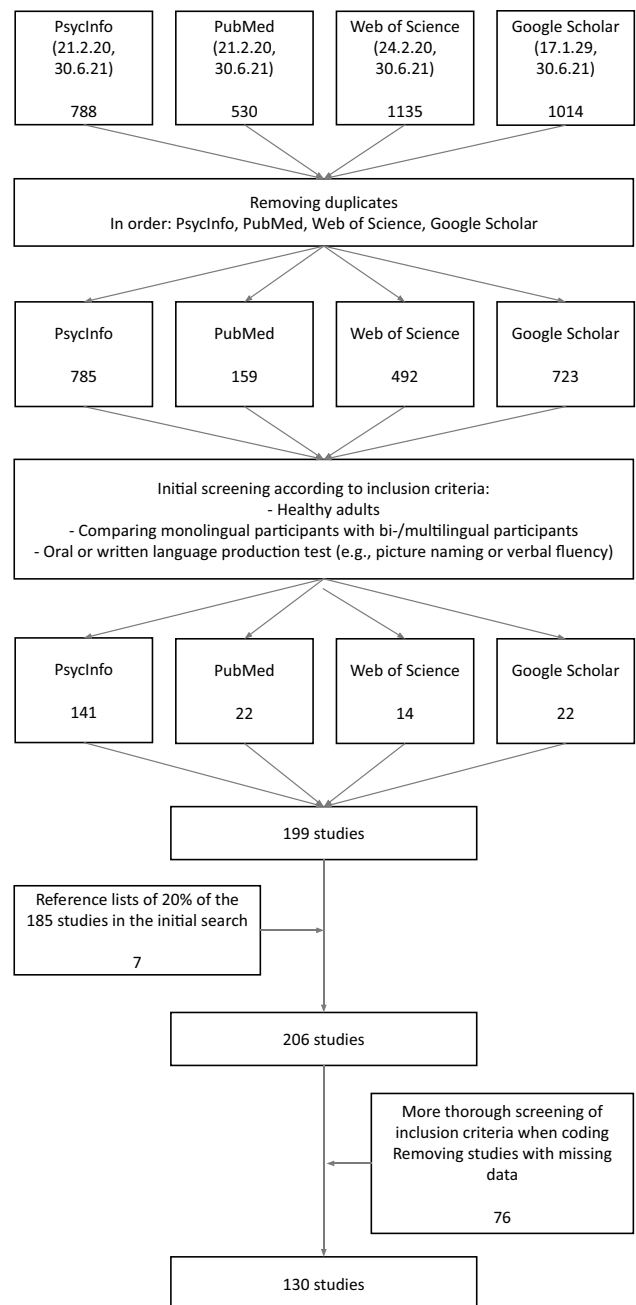 PsycInfo
(21.2.20,
30.6.21)
788
PubMed
(21.2.20,
30.6.21)
530
Web of Science
(24.2.20,
30.6.21)
1135
Google Scholar
(17.1.29,
30.6.21)
1014
Removing duplicates
In order: PsycInfo, PubMed, Web of Science, Google Scholar
PsycInfo
785
PubMed
159
Web of Science
492
Google Scholar
723
Initial screening according to inclusion criteria:
- Healthy adults
- Comparing monolingual participants with bi-/multilingual participants
- Oral or written language production test (e.g., picture naming or verbal fluency)
PsycInfo
141
PubMed
22
Web of Science
14
Google Scholar
22
199 studies
Reference lists of 20% of the
185 studies in the initial search
7
206 studies
More thorough screening of
inclusion criteria when coding
Removing studies with missing
data
76
130 studies